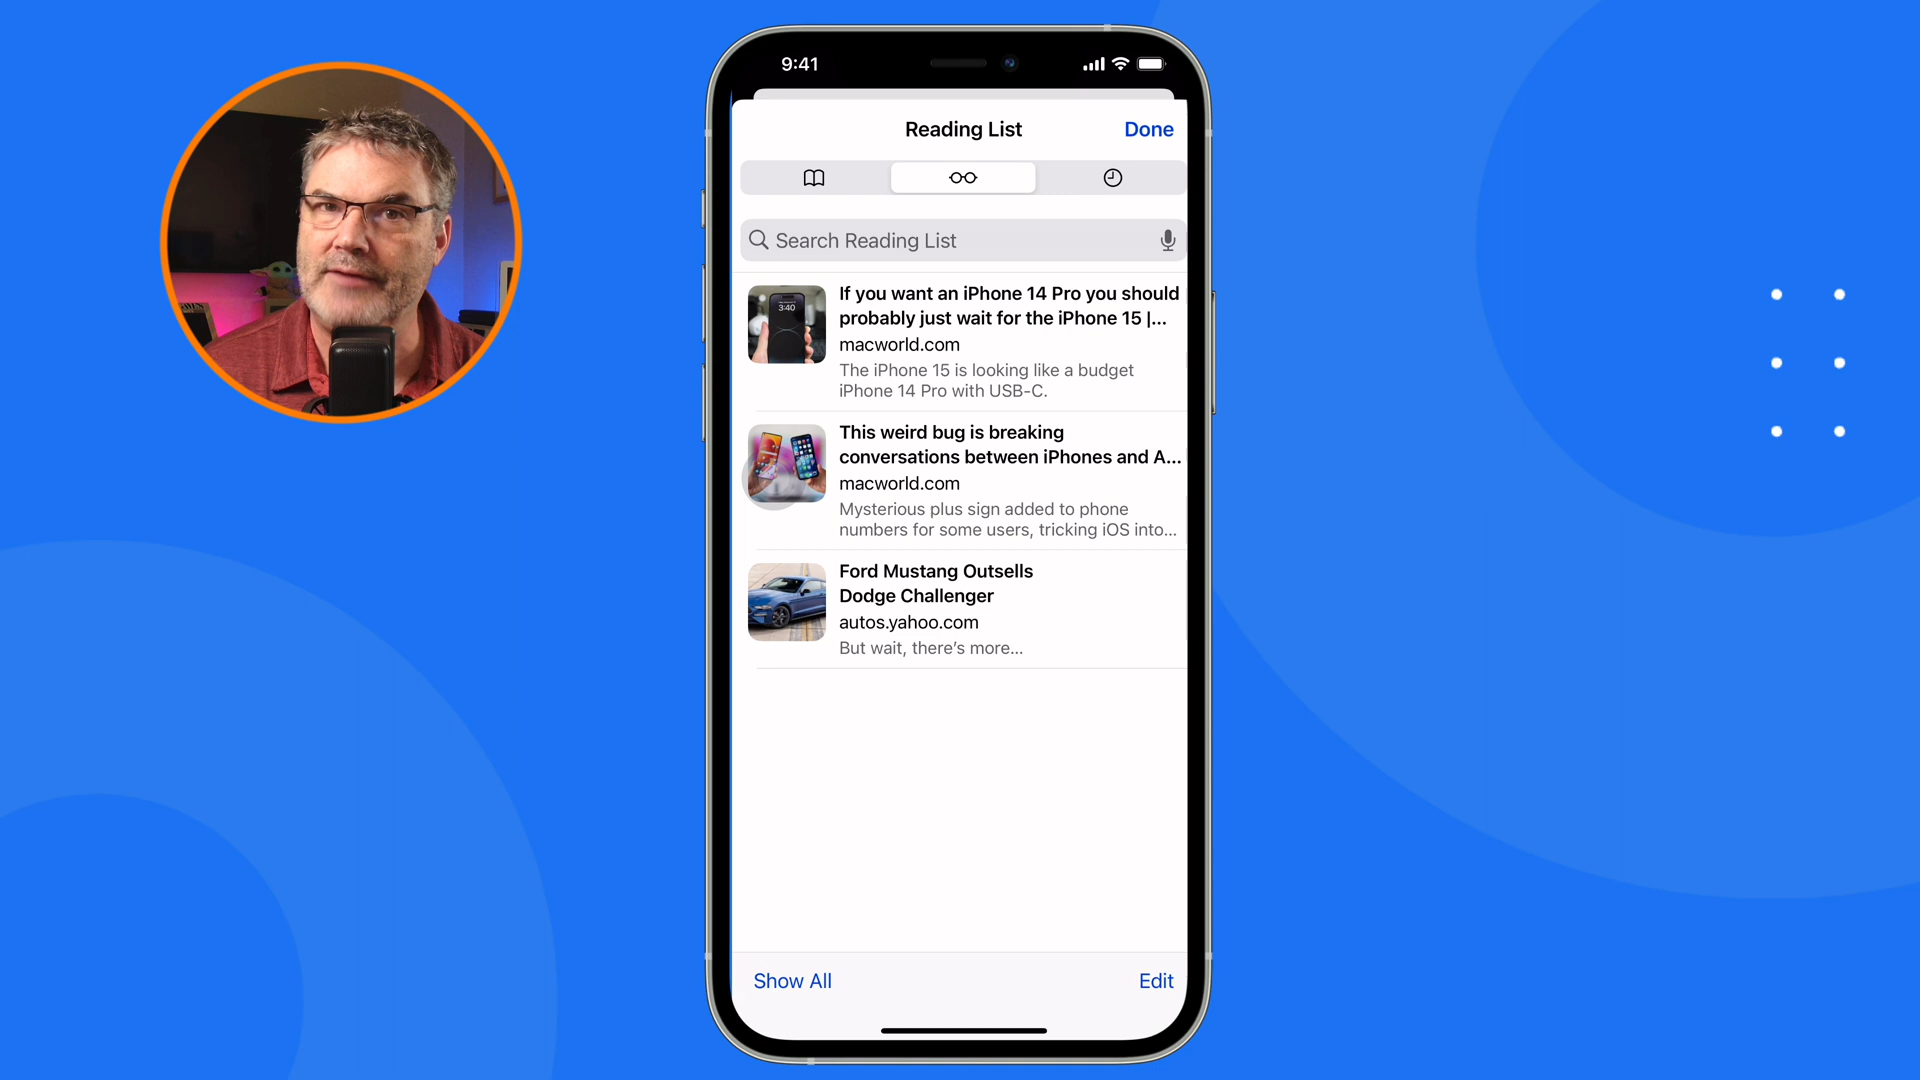 9:41
Reading List
Done
Search Reading List
3:40
If you want an iPhone 14 Pro you should
probably just wait for the iPhone 15 |...
macworld.com
The iPhone 15 is looking like a budget
iPhone 14 Pro with USB-C.
This weird bug is breaking
conversations between iPhones and A...
macworld.com
Mysterious plus sign added to phone
numbers for some users, tricking iOS into...
Ford Mustang Outsells
Dodge Challenger
autos.yahoo.com
But wait, there’s more...
Show All
Edit